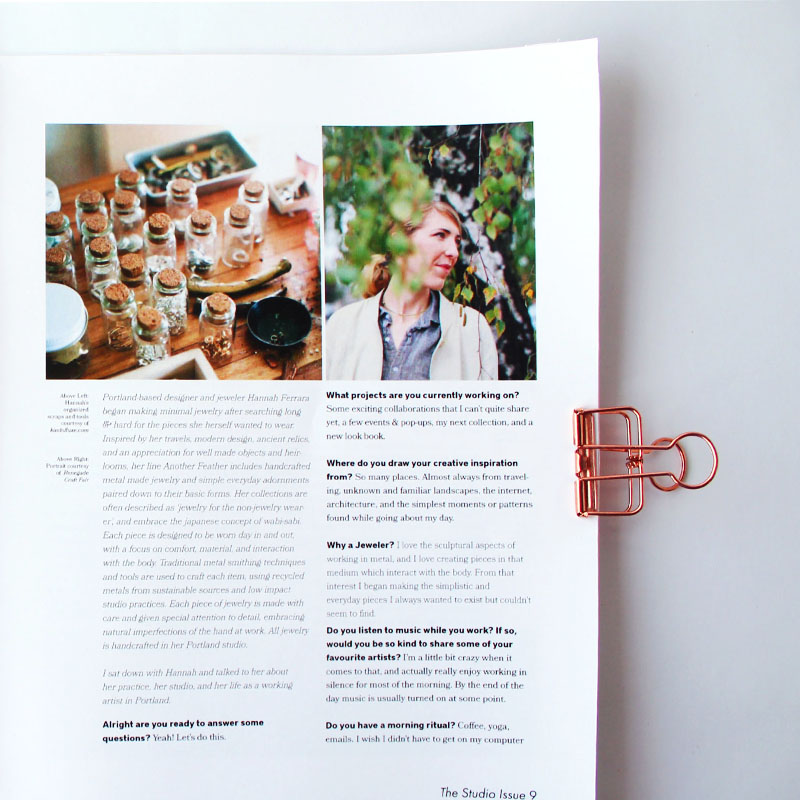 Above Left:
Hannah's
organized
scraps and tools
courtesy of
Above Right:
Portrait courtesy
of Renegade
Craft Fair
Portland-based designer and jeweler Hannah Ferrara
began making minimal jewelry after searching long
& hard for the pieces she herself wanted to wear.
Inspired by her travels, modern design, ancient relics,
and an appreciation for well made objects and heir-
looms, her line Another Feather includes handcrafted
metal made jewelry and simple everyday adornments
paired down to their basic forms. Her collections are
often described as 'jewelry for the non-jewelry wear-
er', and embrace the japanese concept of wabi-sabi.
Each piece is designed to be worn day in and out,
with a focus on comfort, material, and interaction
with the body. Traditional metal smithing techniques
and tools are used to craft each item, using recycled
metals from sustainable sources and low impact
studio practices. Each piece of jewelry is made with
care and given special attention to detail, embracing
natural imperfections of the hand at work. All jewelry
is handcrafted in her Portland studio.
I sat down with Hannah and talked to her about
her practice, her studio, and her life as a working
artist in Portland.
Alright are you ready to answer some
questions? Yeah! Let's do this.
What projects are you currently working on?
Some exciting collaborations that I can't quite share
yet, a few events & pop-ups, my next collection, and a
new look book.
Where do you draw your creative inspiration
from? So many places. Almost always from travel-
ing, unknown and familiar landscapes, the internet,
architecture, and the simplest moments or patterns
found while going about my day.
Why a Jeweler? I love the sculptural aspects of
working in metal, and I love creating pieces in that
medium which interact with the body. From that
interest I began making the simplistic and
everyday pieces I always wanted to exist but couldn't
seem to find.
Do you listen to music while you work? If so,
would you be so kind to share some of your
favourite artists? I'm a little bit crazy when it
comes to that, and actually really enjoy working in
silence for most of the morning. By the end of the
day music is usually turned on at some point.
Do you have a morning ritual? Coffee, yoga,
emails. I wish I didn't have to get on my computer
The Studio Issue 9